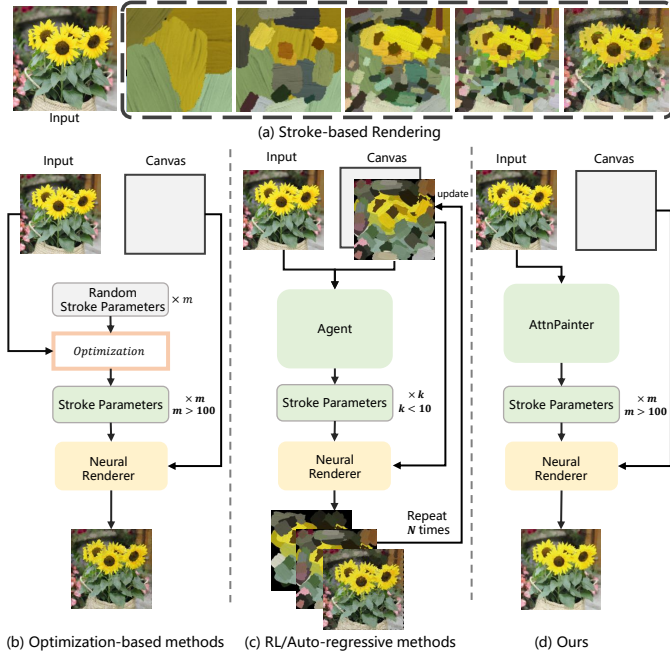 Input
(a) Stroke-based Rendering
Input
Canvas
Random
Stroke Parameters
× m
Optimization
Stroke Parameters
× m
m > 100
Neural
Renderer
(b) Optimization-based methods
Input
Canvas
update
Agent
Stroke Parameters
× k
k < 10
Neural
Renderer
Repeat
N times
(c) RL/Auto-regressive methods
Input
Canvas
AttnPainter
Stroke Parameters
× m
m > 100
Neural
Renderer
(d) Ours